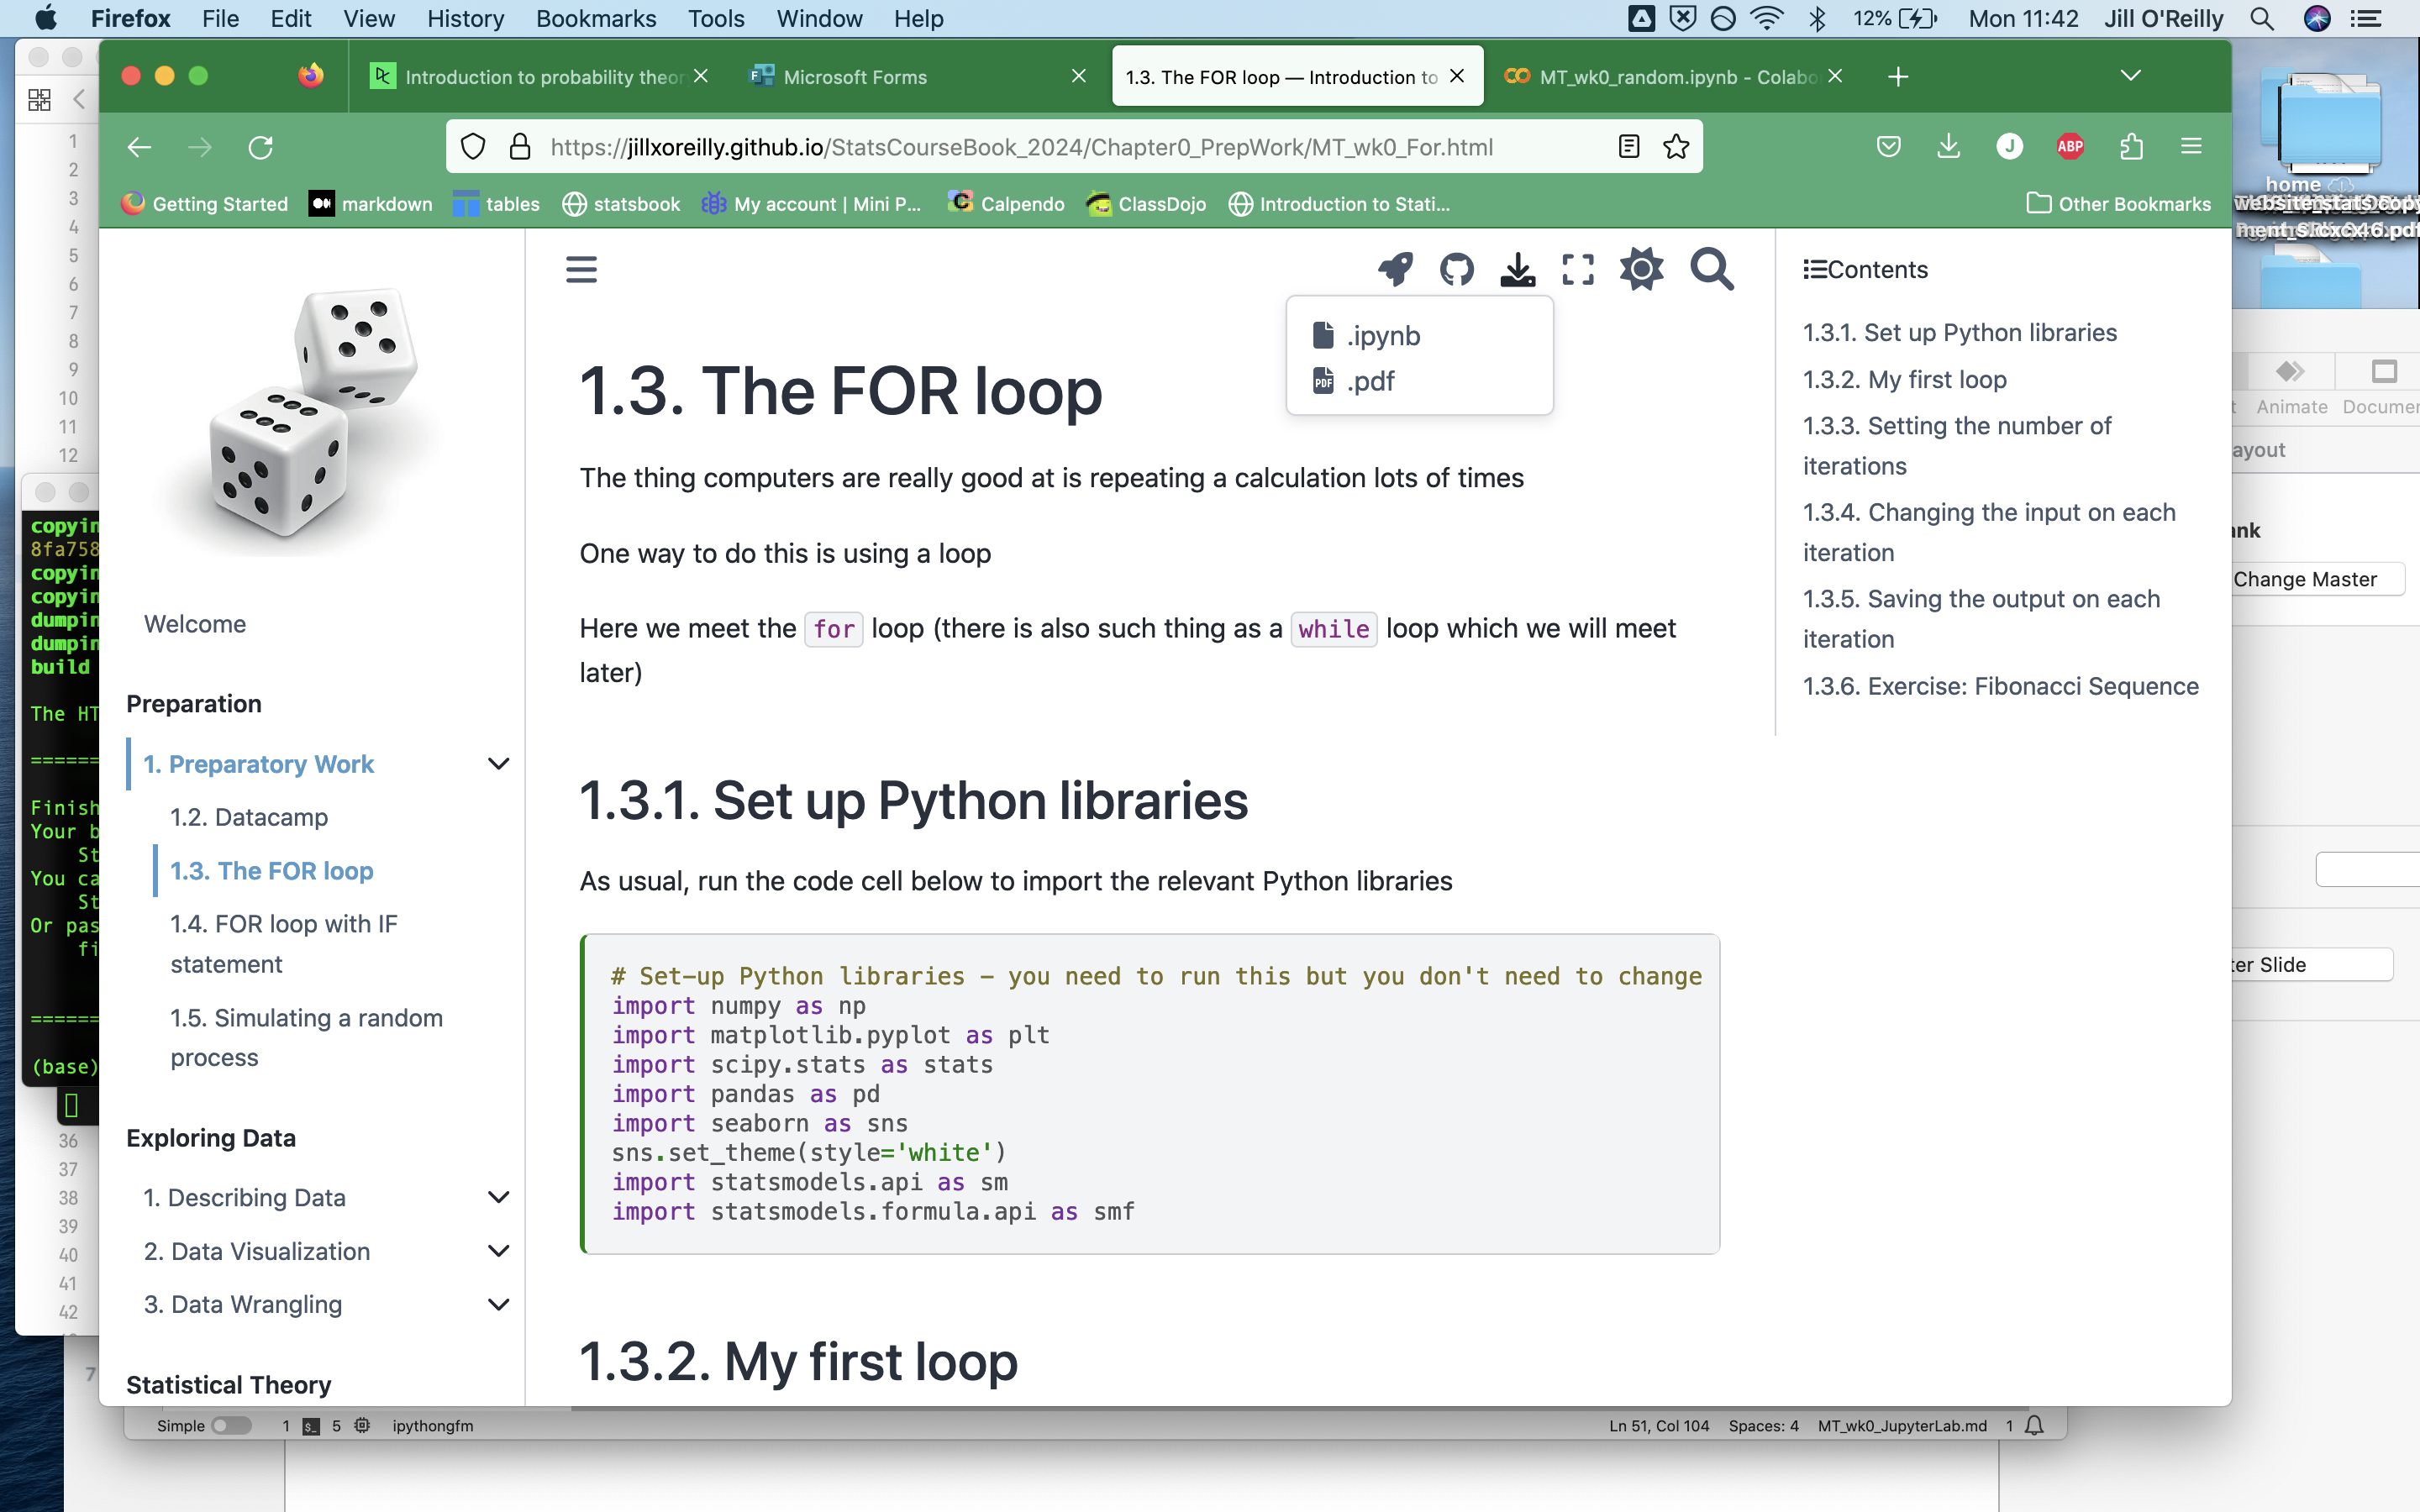 Firefox File Edit View History Bookmarks Tools Window Help
12% Mon 11:42 Jill O'Reilly
Introduction to probability theor
Microsoft Forms
1.3. The FOR loop — Introduction to
MT_wk0_random.ipynb - Colabo
https://jillxoreilly.github.io/StatsCourseBook_2024/Chapter0_PrepWork/MT_wk0_For.html
J
ABP
Getting Started markdown tables statsbook My account | Mini P... Calpendo ClassDojo Introduction to Stati... Other Bookmarks
home
Welcome
Preparation
1. Preparatory Work
1.2. Datacamp
1.3. The FOR loop
1.4. FOR loop with IF
statement
1.5. Simulating a random
process
Exploring Data
1. Describing Data
2. Data Visualization
3. Data Wrangling
Statistical Theory
.ipynb
PDF .pdf
1.3. The FOR loop
The thing computers are really good at is repeating a calculation lots of times
One way to do this is using a loop
Here we meet the for loop (there is also such thing as a while loop which we will meet
later)
1.3.1. Set up Python libraries
As usual, run the code cell below to import the relevant Python libraries
# Set-up Python libraries - you need to run this but you don't need to change
import numpy as np
import matplotlib.pyplot as plt
import scipy.stats as stats
import pandas as pd
import seaborn as sns
sns.set_theme(style='white')
import statsmodels.api as sm
import statsmodels.formula.api as smf
1.3.2. My first loop
Contents
1.3.1. Set up Python libraries
1.3.2. My first loop
1.3.3. Setting the number of
iterations
1.3.4. Changing the input on each
iteration
1.3.5. Saving the output on each
iteration
1.3.6. Exercise: Fibonacci Sequence
1
2
3
4
5
6
7
8
9
10
11
12
copyin
8fa758
copyin
copyin
dumpin
dumpin
build
The HT
======
Finish
Your b
St
You ca
St
Or pas
fi
======
(base)
36
37
38
39
40
41
42
7
t Animate Documen
ayout
ank
Change Master
ter Slide
Simple 1 5 ipythongfm
Ln 51, Col 104 Spaces: 4 MT_wk0_JupyterLab.md 1